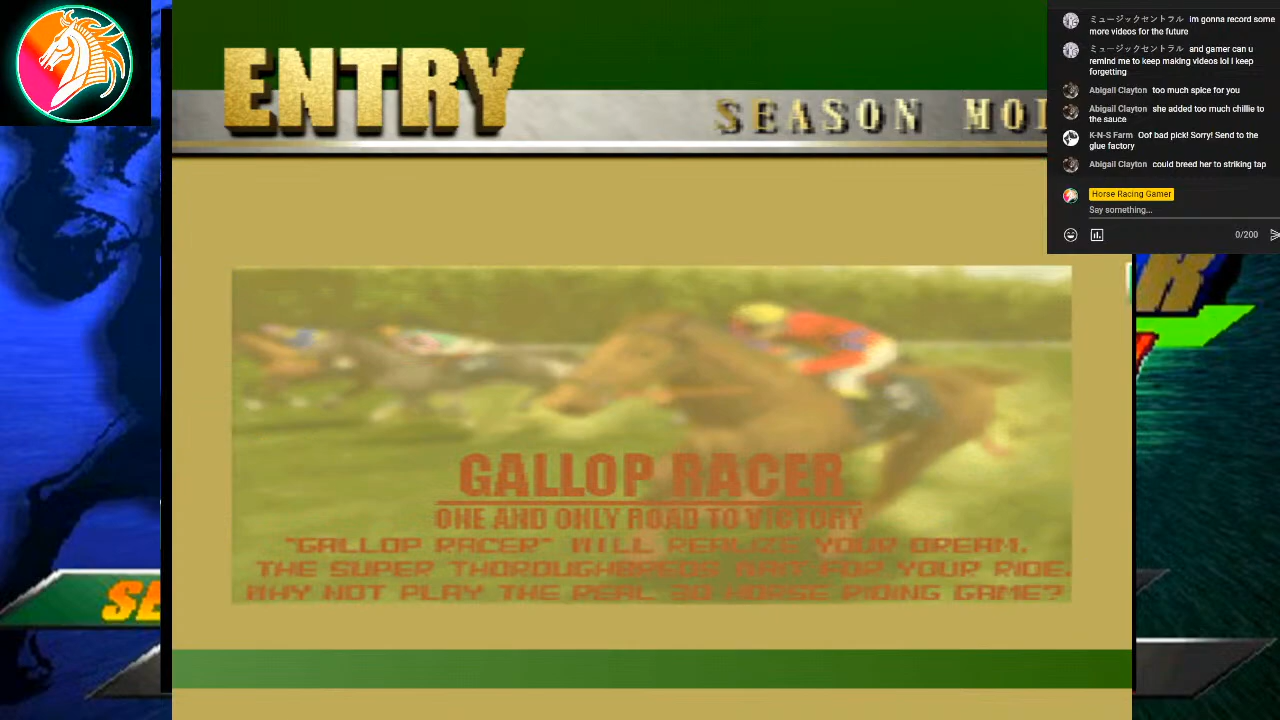 ENTRY
SEASON MO
GALLOP RACER
ONE AND ONLY ROAD TO VICTORY
"GALLOP RACER" WILL REALIZE YOUR DREAM.
THE SUPER THOROUGHBREDS WAIT FOR YOUR RIDE.
WHY NOT PLAY THE REAL 3D HORSE RIDING GAME?
SE
R
ミュージックセントラル im gonna record some
more videos for the future
ミュージックセントラル and gamer can u
remind me to keep making videos lol I keep
forgetting
Abigail Clayton too much spice for you
Abigail Clayton she added too much chillie to
the sauce
K-N-S Farm Oof bad pick! Sorry! Send to the
glue factory
Abigail Clayton could breed her to striking tap
Horse Racing Gamer
Say something...
0/200